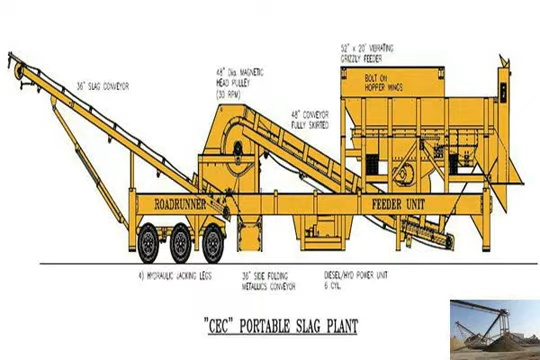 52" x 20' VIBRATING
GRIZZLY FEEDER
48" Dia. MAGNETIC
HEAD PULLEY
(30 RPM)
36" SLAG CONVEYOR
BOLT ON
HOPPER WINGS
48" CONVEYOR
FULLY SKIRTED
ROADRUNNER
FEEDER UNIT
4) HYDRAULIC JACKING LEGS
36" SIDE FOLDING
METALLICS CONVEYOR
DIESEL/HYD POWER UNIT
6 CYL.
"CEC" PORTABLE SLAG PLANT